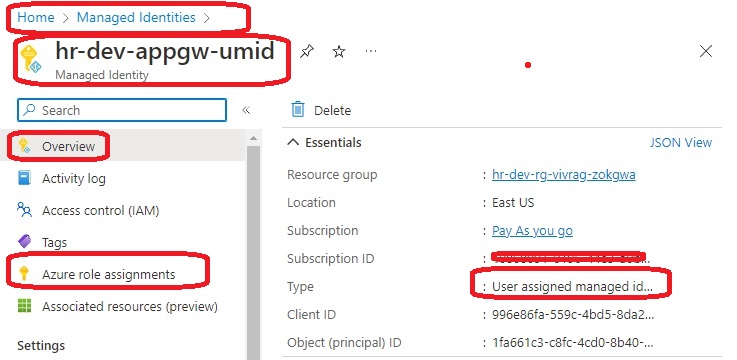 Home > Managed Identities >
hr-dev-appgw-umid
Managed Identity
Search
Delete
Overview
Activity log
Access control (IAM)
Tags
Azure role assignments
Associated resources (preview)
Settings
Essentials
JSON View
Resource group : hr-dev-rg-vivrag-zokgwa
Location : East US
Subscription : Pay As you go
Subscription ID :
Type : User assigned managed id...
Client ID : 996e86fa-559c-4bd5-8da2...
Object (principal) ID : 1fa661c3-c8fc-4cd0-8b40-...